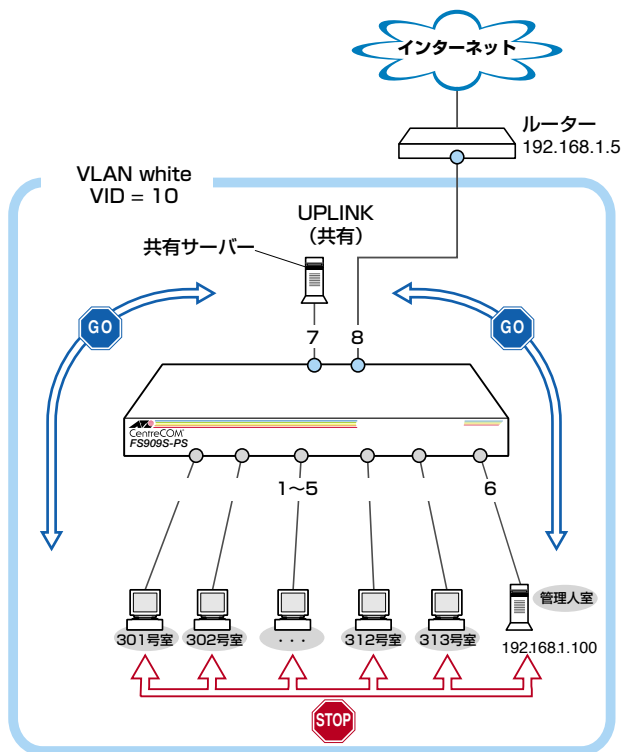 インターネット
ルーター
192.168.1.5
VLAN white
VID = 10
UPLINK
（共有）
共有サーバー
GO
GO
7
8
CentreCOM®
FS909S-PS
1～5
6
301号室
302号室
・・・
312号室
313号室
管理人室
192.168.1.100
STOP